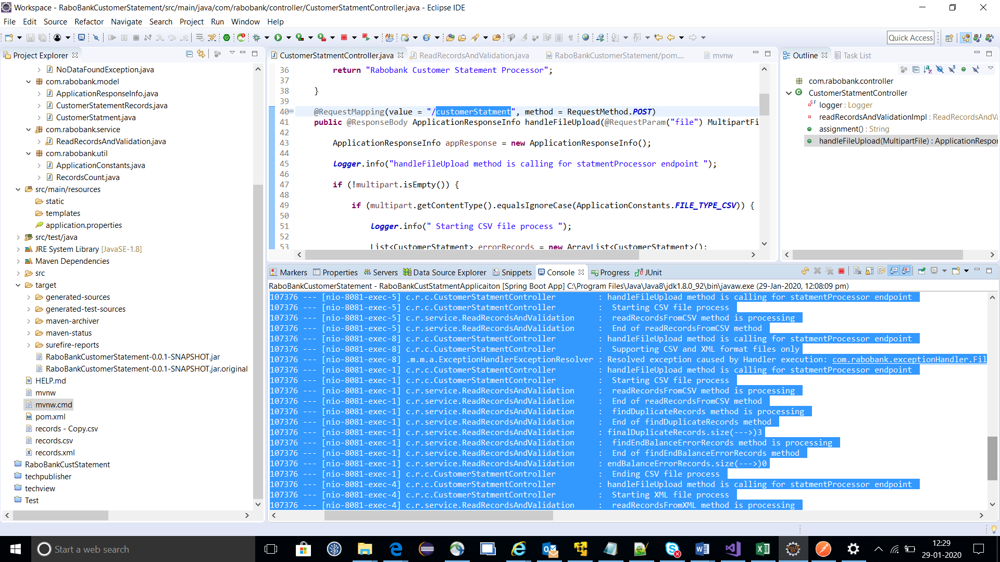 Workspace - RaboBankCustomerStatement/src/main/java/com/rabobank/controller/CustomerStatmentController.java - Eclipse IDE
File Edit Source Refactor Navigate Search Project Run Window Help
Quick Access
Project Explorer
NoDataFoundException.java
com.rabobank.model
ApplicationResponseInfo.java
CustomerStatementRecords.java
CustomerStatment.java
com.rabobank.service
ReadRecordsAndValidation.java
com.rabobank.util
ApplicationConstants.java
RecordsCount.java
src/main/resources
static
templates
application.properties
src/test/java
JRE System Library [JavaSE-1.8]
Maven Dependencies
src
target
generated-sources
generated-test-sources
maven-archiver
maven-status
surefire-reports
RaboBankCustomerStatement-0.0.1-SNAPSHOT.jar
RaboBankCustomerStatement-0.0.1-SNAPSHOT.jar.original
HELP.md
mvnw
mvnw.cmd
pom.xml
records - Copy.csv
records.csv
records.xml
RaboBankCustStatement
techpublisher
techview
Test
CustomerStatmentController.java ReadRecordsAndValidation.java RaboBankCustomerStatement/pom.... mvnw
36 return "Rabobank Customer Statement Processor";
37
38 }
39
40 @RequestMapping(value = "/customerStatment", method = RequestMethod.POST)
41 public @ResponseBody ApplicationResponseInfo handleFileUpload(@RequestParam("file") MultipartFi
42
43 ApplicationResponseInfo appResponse = new ApplicationResponseInfo();
44
45 logger.info("handleFileUpload method is calling for statmentProcessor endpoint ");
46
47 if (!multipart.isEmpty()) {
48
49 if (multipart.getContentType().equalsIgnoreCase(ApplicationConstants.FILE_TYPE_CSV)) {
50
51 logger.info(" Starting CSV file process ");
52
53 List<CustomerStatment> errorRecords = new ArrayList<CustomerStatment>();
Outline Task List
com.rabobank.controller
CustomerStatmentController
logger : Logger
readRecordsAndValidationImpl : ReadRecordsAndVa
assignment() : String
handleFileUpload(MultipartFile) : ApplicationRespor
Markers Properties Servers Data Source Explorer Snippets Console Progress JUnit
RaboBankCustomerStatement - RaboBankCustStatmentApplicaiton [Spring Boot App] C:\Program Files\Java\Java8\jdk1.8.0_92\bin\javaw.exe (29-Jan-2020, 12:08:09 pm)
107376 --- [nio-8081-exec-5] c.r.c.CustomerStatmentController : handleFileUpload method is calling for statmentProcessor endpoint
107376 --- [nio-8081-exec-5] c.r.c.CustomerStatmentController : Starting CSV file process
107376 --- [nio-8081-exec-5] c.r.service.ReadRecordsAndValidation : readRecordsFromCSV method is processing
107376 --- [nio-8081-exec-5] c.r.service.ReadRecordsAndValidation : End of readRecordsFromCSV method
107376 --- [nio-8081-exec-8] c.r.c.CustomerStatmentController : handleFileUpload method is calling for statmentProcessor endpoint
107376 --- [nio-8081-exec-8] c.r.c.CustomerStatmentController : Supporting CSV and XML format files only
107376 --- [nio-8081-exec-8] .m.m.a.ExceptionHandlerExceptionResolver : Resolved exception caused by Handler execution: com.rabobank.exceptionHandler.Fil
107376 --- [nio-8081-exec-1] c.r.c.CustomerStatmentController : handleFileUpload method is calling for statmentProcessor endpoint
107376 --- [nio-8081-exec-1] c.r.c.CustomerStatmentController : Starting CSV file process
107376 --- [nio-8081-exec-1] c.r.service.ReadRecordsAndValidation : readRecordsFromCSV method is processing
107376 --- [nio-8081-exec-1] c.r.service.ReadRecordsAndValidation : End of readRecordsFromCSV method
107376 --- [nio-8081-exec-1] c.r.service.ReadRecordsAndValidation : findDuplicateRecords method is processing
107376 --- [nio-8081-exec-1] c.r.service.ReadRecordsAndValidation : End of findDuplicateRecords method
107376 --- [nio-8081-exec-1] c.r.service.ReadRecordsAndValidation : finalDuplicateRecords.size(--->)3
107376 --- [nio-8081-exec-1] c.r.service.ReadRecordsAndValidation : findEndBalanceErrorRecords method is processing
107376 --- [nio-8081-exec-1] c.r.service.ReadRecordsAndValidation : End of findEndBalanceErrorRecords method
107376 --- [nio-8081-exec-1] c.r.service.ReadRecordsAndValidation : endBalanceErrorRecords.size(--->)0
107376 --- [nio-8081-exec-1] c.r.c.CustomerStatmentController : Ending CSV file process
107376 --- [nio-8081-exec-4] c.r.c.CustomerStatmentController : handleFileUpload method is calling for statmentProcessor endpoint
107376 --- [nio-8081-exec-4] c.r.c.CustomerStatmentController : Starting XML file process
107376 --- [nio-8081-exec-4] c.r.service.ReadRecordsAndValidation : readRecordsFromXML method is processing
Start a web search
12:29
29-01-2020